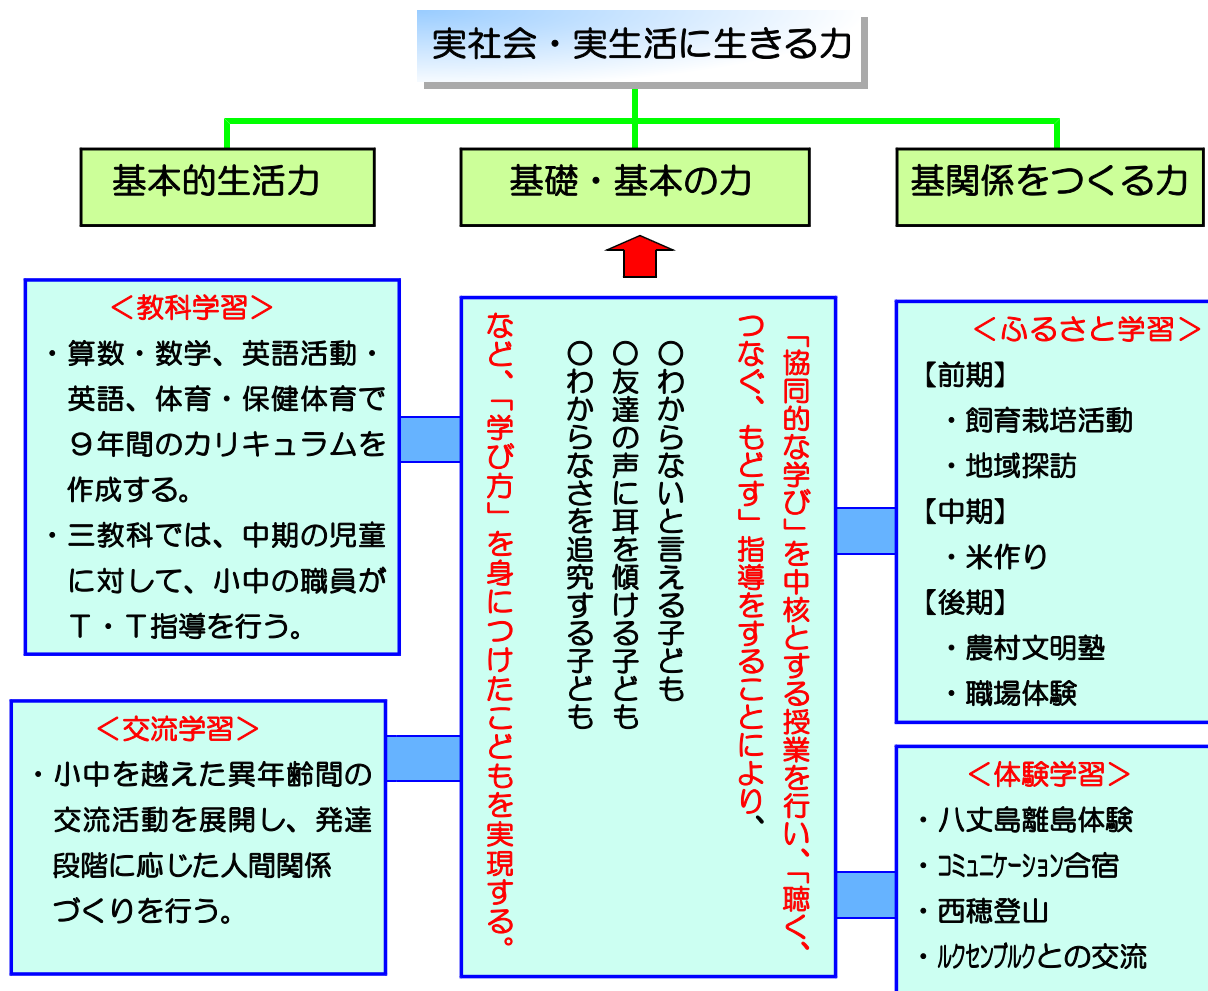 実社会・実生活に生きる力
基本的生活力
基礎・基本の力
基関係をつくる力
＜教科学習＞
・算数・数学、英語活動・
英語、体育・保健体育で
９年間のカリキュラムを
作成する。
・三教科では、中期の児童
に対して、小中の職員が
Ｔ・Ｔ指導を行う。
＜交流学習＞
・小中を越えた異年齢間の
交流活動を展開し、発達
段階に応じた人間関係
づくりを行う。
「協同的な学び」を中核とする授業を行い、「聴く、
つなぐ、もどす」指導をすることにより、
〇わからないと言える子ども
〇友達の声に耳を傾ける子ども
〇わからなさを追究する子ども
など、「学び方」を身につけたこどもを実現する。
＜ふるさと学習＞
【前期】
・飼育栽培活動
・地域探訪
【中期】
・米作り
【後期】
・農村文明塾
・職場体験
＜体験学習＞
・八丈島離島体験
・ｺﾐｭﾆｹｰｼｮﾝ合宿
・西穂登山
・ﾙｸｾﾝﾌﾞﾙｸとの交流